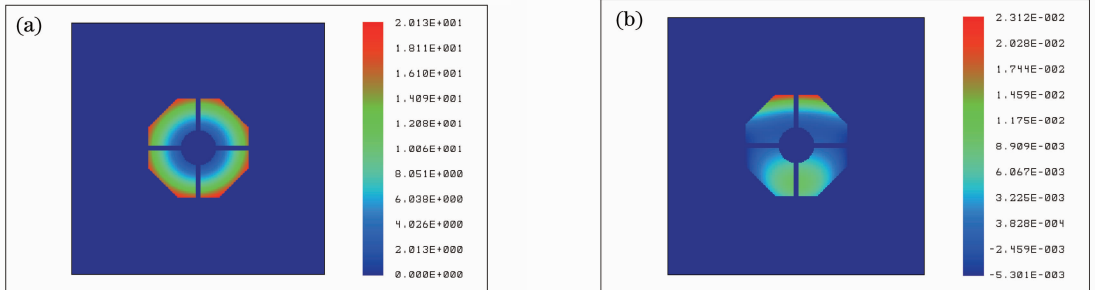 (a)
2.013E+001
1.811E+001
1.610E+001
1.409E+001
1.208E+001
1.006E+001
8.051E+000
6.038E+000
4.026E+000
2.013E+000
0.000E+000
(b)
2.312E-002
2.028E-002
1.744E-002
1.459E-002
1.175E-002
8.909E-003
6.067E-003
3.225E-003
3.828E-004
-2.459E-003
-5.301E-003